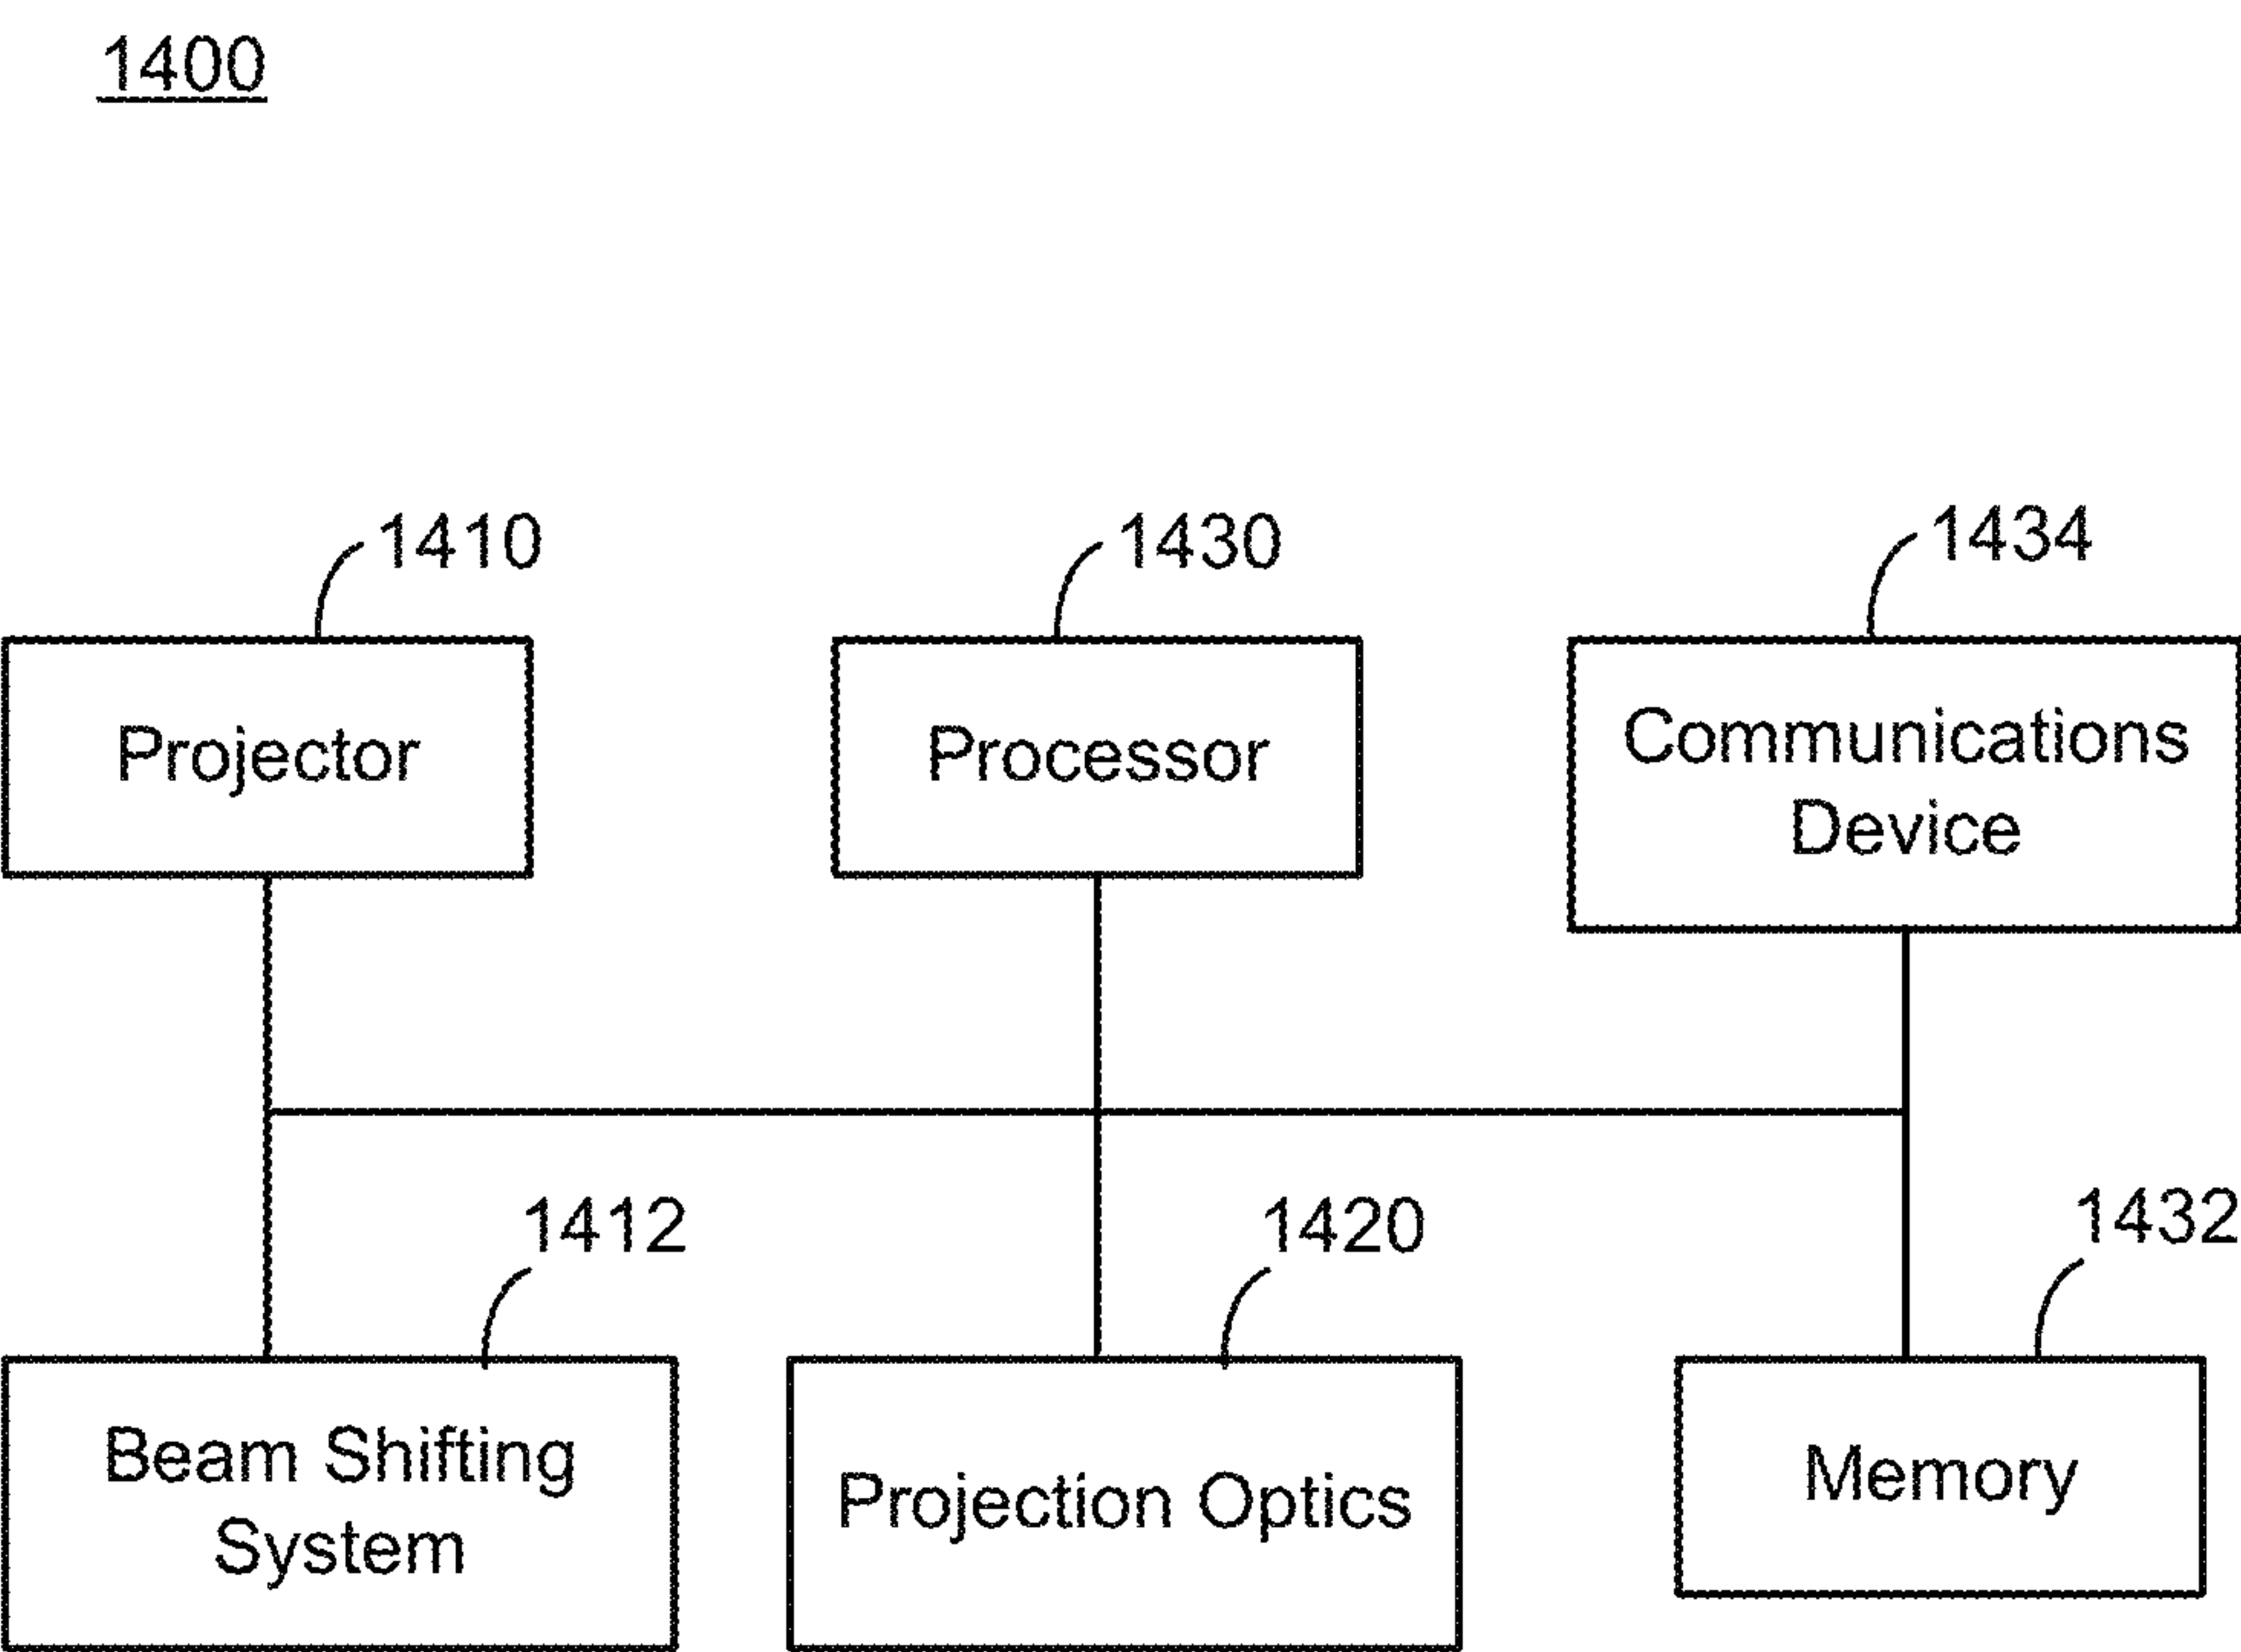 1400
1410
1430
1434
Projector
Processor
Communications
Device
1412
1420
1432
Beam Shifting
System
Projection Optics
Memory